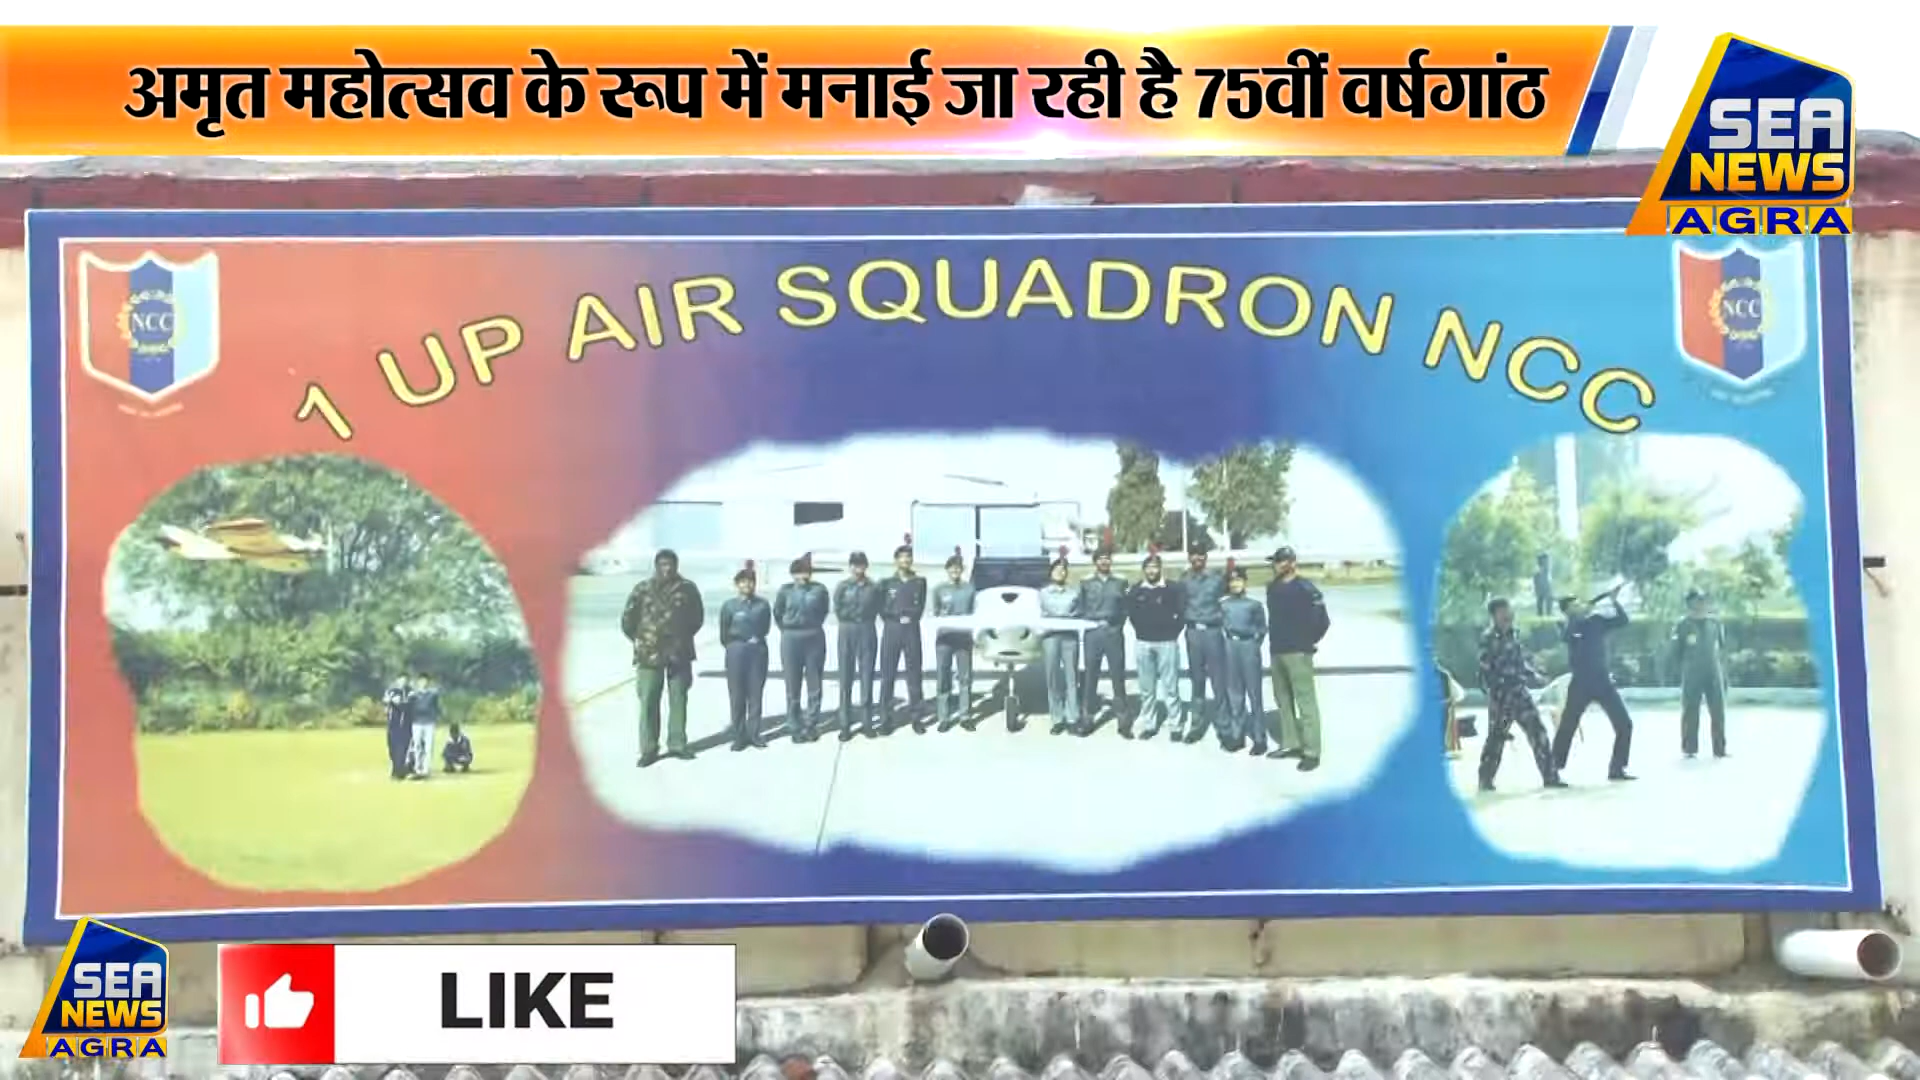 अमृत महोत्सव के रूप में मनाई जा रही है 75वीं वर्षगांठ
SEA
NEWS
AGRA
NCC
NCC
1 UP AIR SQUADRON NCC
SEA
NEWS
AGRA
LIKE